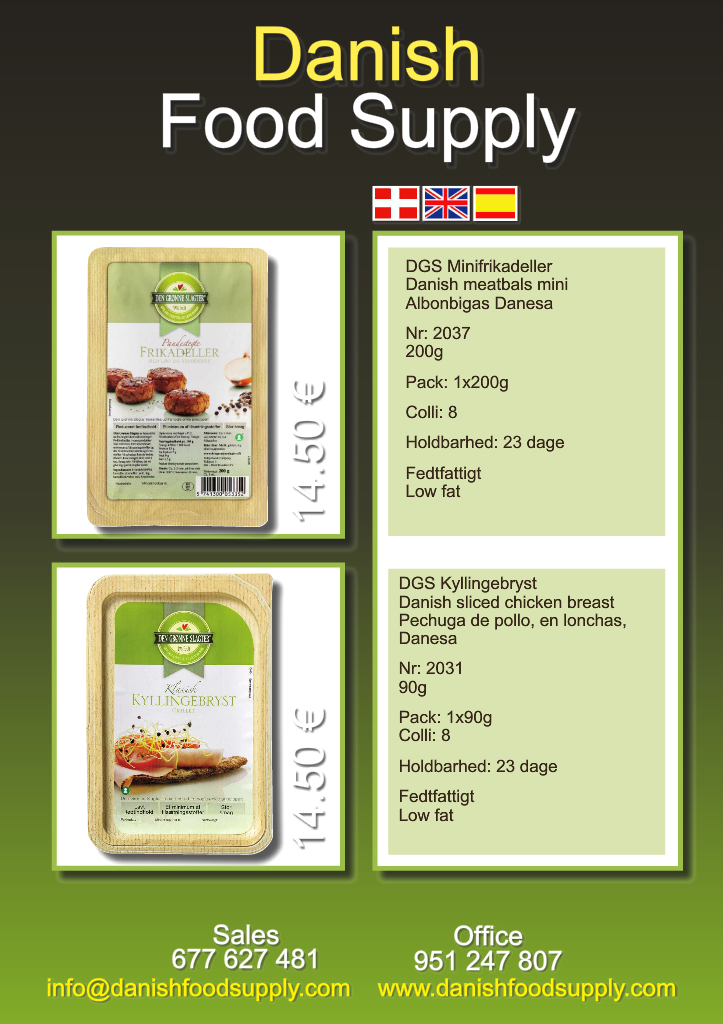 Danish
Food Supply
DEN GRØNNE SLAGTER
Pandestegte
FRIKADELLER
14.50 €
DGS Minifrikadeller
Danish meatbals mini
Albonbigas Danesa
Nr: 2037
200g
Pack: 1x200g
Colli: 8
Holdbarhed: 23 dage
Fedtfattigt
Low fat
DEN GRØNNE SLAGTER
Klassisk
KYLLINGEBRYST
14.50 €
DGS Kyllingebryst
Danish sliced chicken breast
Pechuga de pollo, en lonchas,
Danesa
Nr: 2031
90g
Pack: 1x90g
Colli: 8
Holdbarhed: 23 dage
Fedtfattigt
Low fat
Sales
677 627 481
info@danishfoodsupply.com
Office
951 247 807
www.danishfoodsupply.com